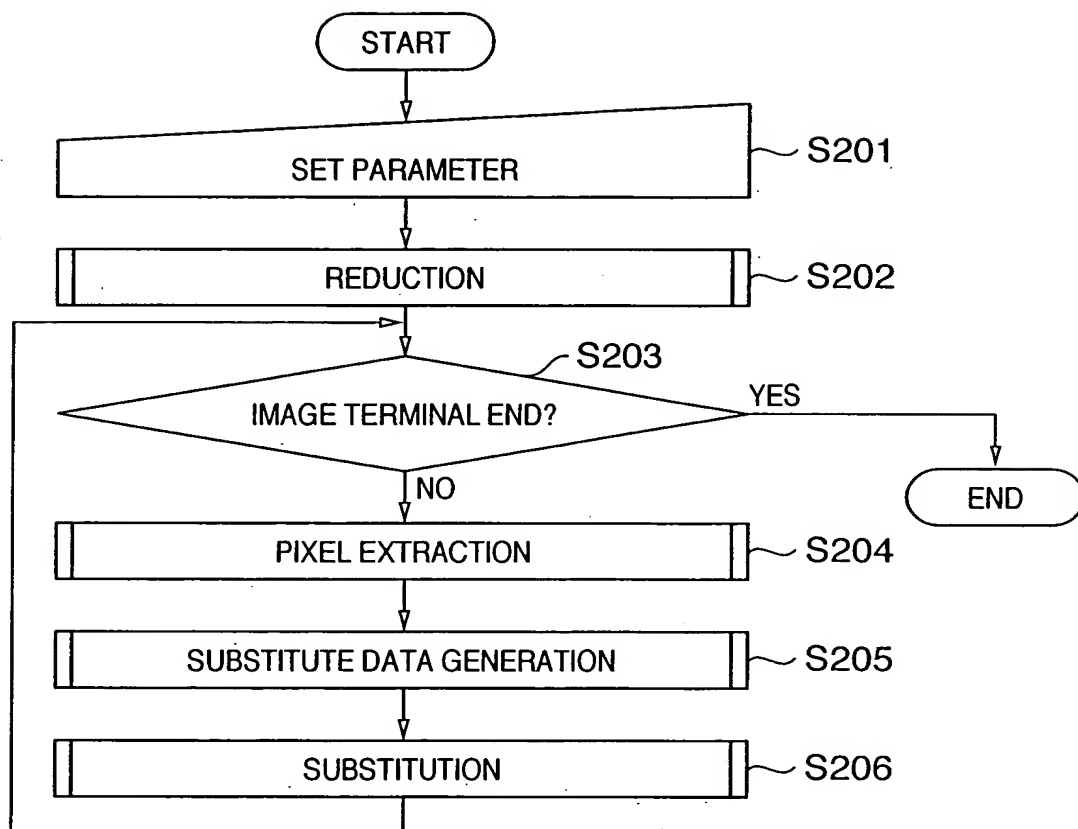 START
SET PARAMETER
S201
REDUCTION
S202
S203
IMAGE TERMINAL END?
YES
NO
END
PIXEL EXTRACTION
S204
SUBSTITUTE DATA GENERATION
S205
SUBSTITUTION
S206